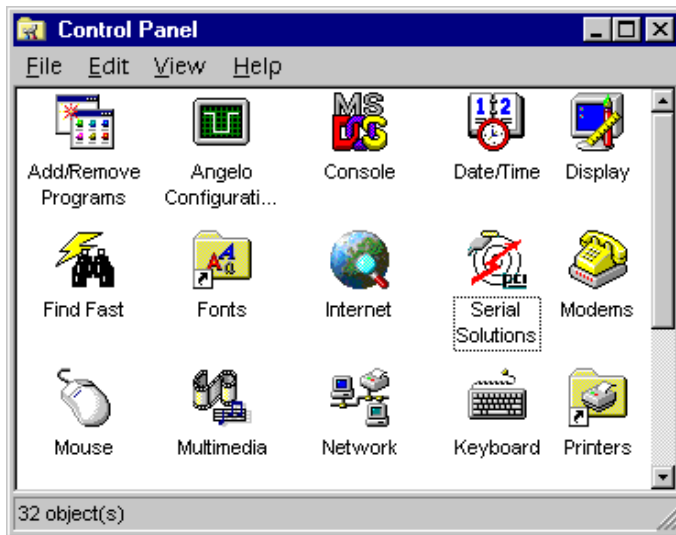 Control Panel
File Edit View Help
MS
DOS
12
Add/Remove
Programs
Angelo
Configurati...
Console
Date/Time
Display
A A a
pci
Find Fast
Fonts
Internet
Serial
Solutions
Modems
Mouse
Multimedia
Network
Keyboard
Printers
32 object(s)